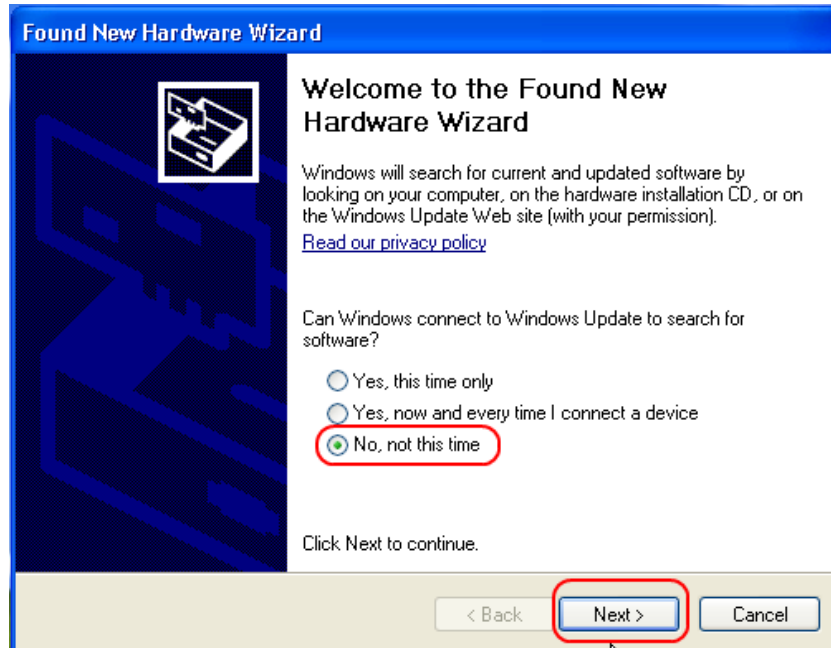 Found New Hardware Wizard
Welcome to the Found New
Hardware Wizard
Windows will search for current and updated software by
looking on your computer, on the hardware installation CD, or on
the Windows Update Web site (with your permission).
Read our privacy policy
Can Windows connect to Windows Update to search for
software?
Yes, this time only
Yes, now and every time I connect a device
No, not this time
Click Next to continue.
< Back
Next >
Cancel